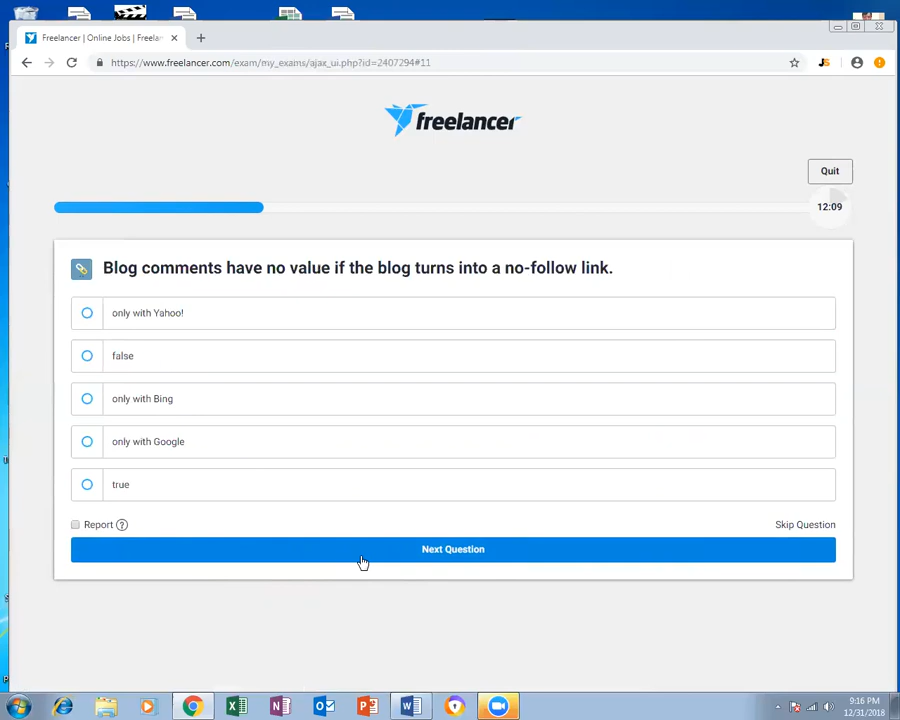 Freelancer | Online Jobs | Freelan
https://www.freelancer.com/exam/my_exams/ajax_ui.php?id=2407294#11
JS
freelancer
Quit
12:09
Blog comments have no value if the blog turns into a no-follow link.
only with Yahoo!
false
only with Bing
only with Google
true
Report ?
Skip Question
Next Question
9:16 PM
12/31/2018